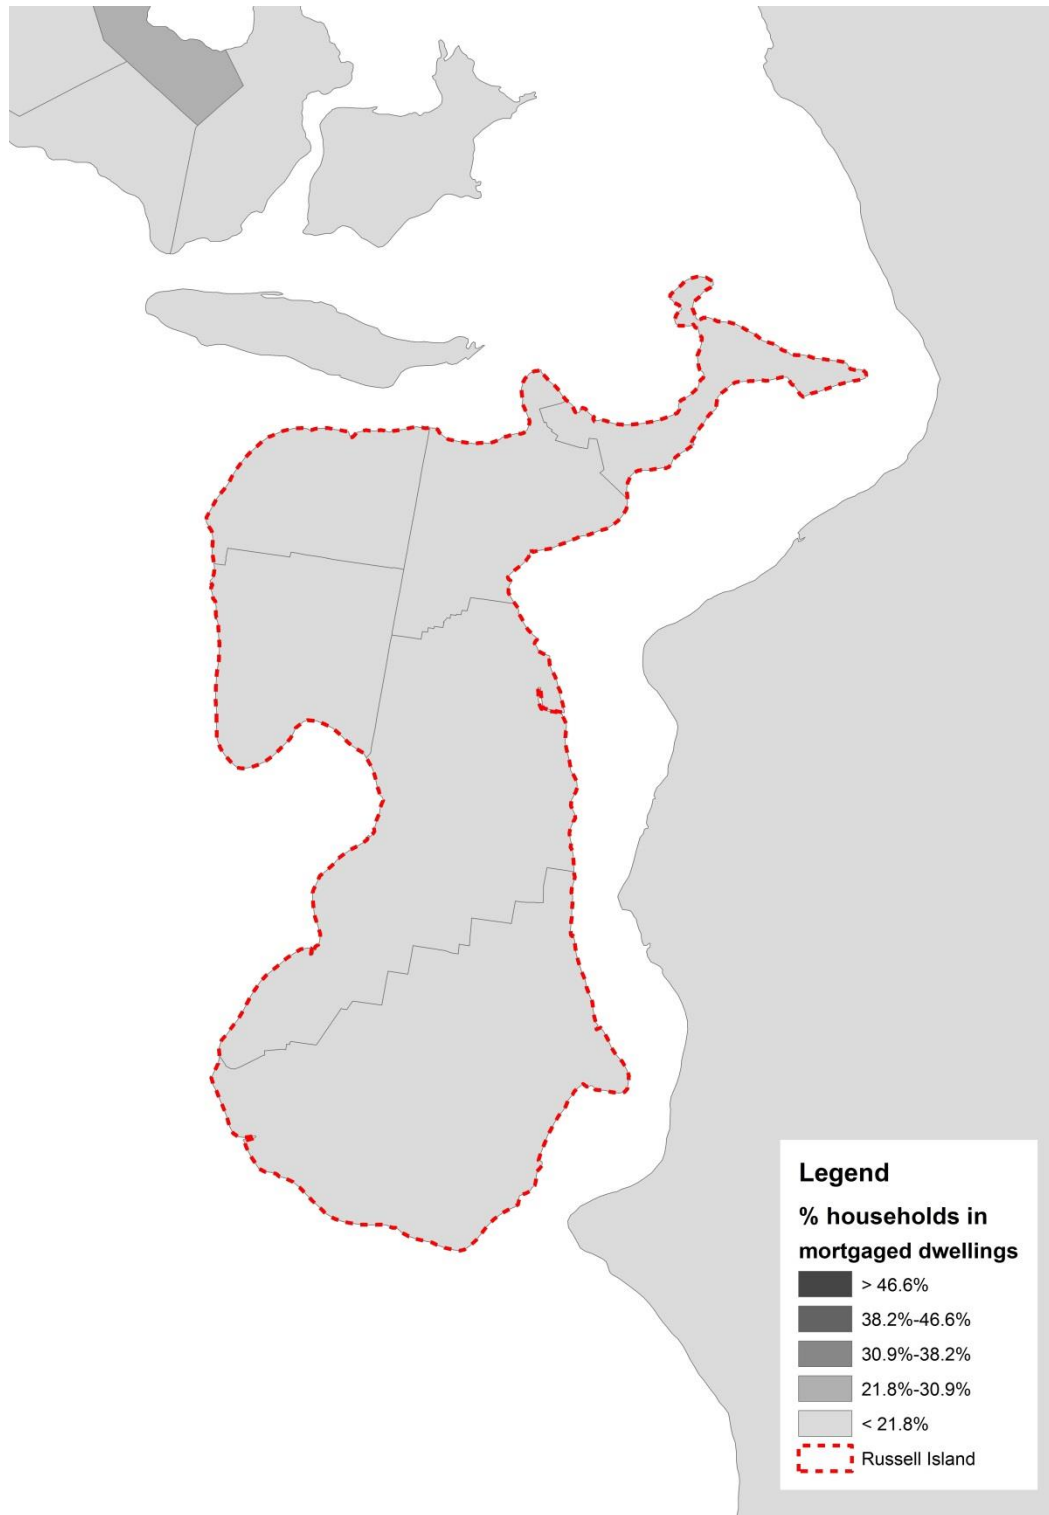 Legend
% households in
mortgaged dwellings
> 46.6%
38.2%-46.6%
30.9%-38.2%
21.8%-30.9%
< 21.8%
Russell Island